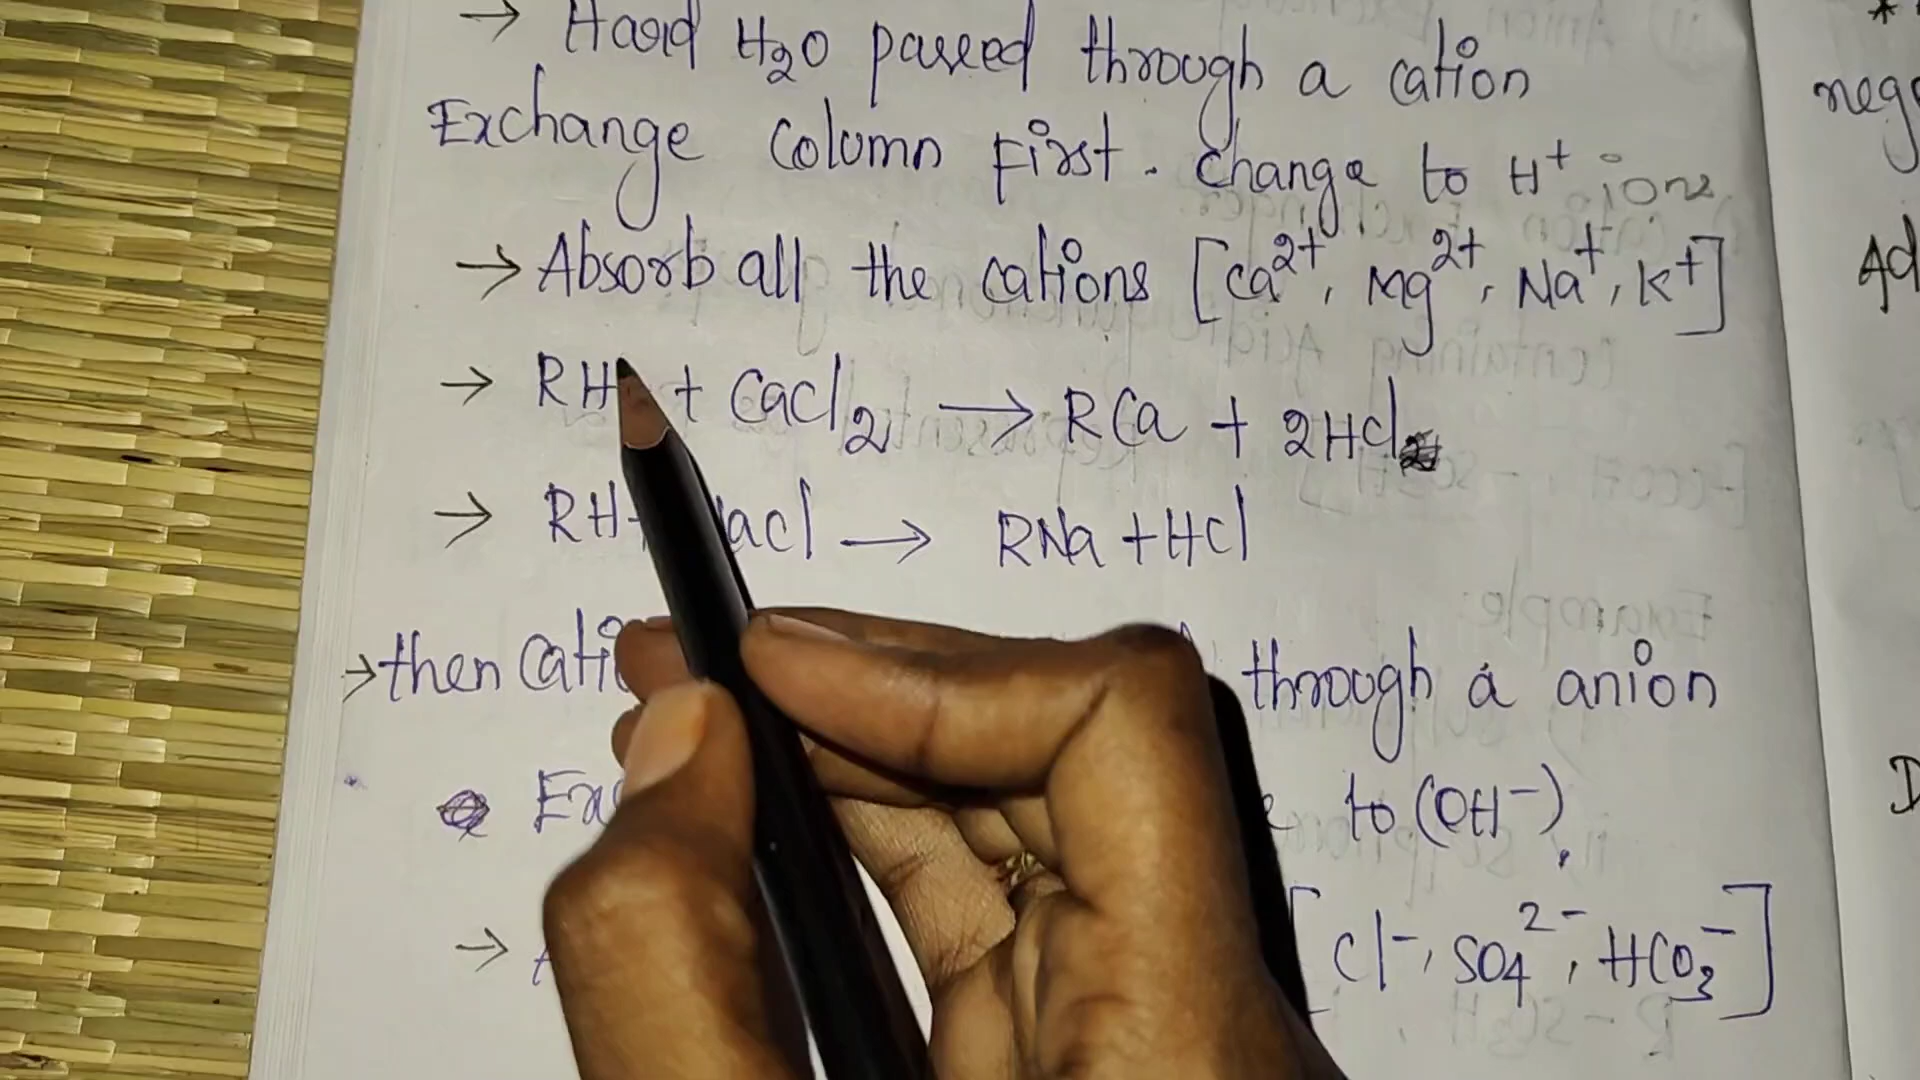 → Hard H₂O passed through a cation
Exchange Column First. Change to H⁺ ions
→ Absorb all the cations [Ca²⁺, Mg²⁺, Na⁺, K⁺]
→ RH + CaCl₂ → RCa + 2HCl
→ RH+ acl → RNa + HCl
→ then Cati through a anion
to (OH⁻).
→ [Cl⁻, SO₄²⁻, HCO₃⁻]
*
Ad
D